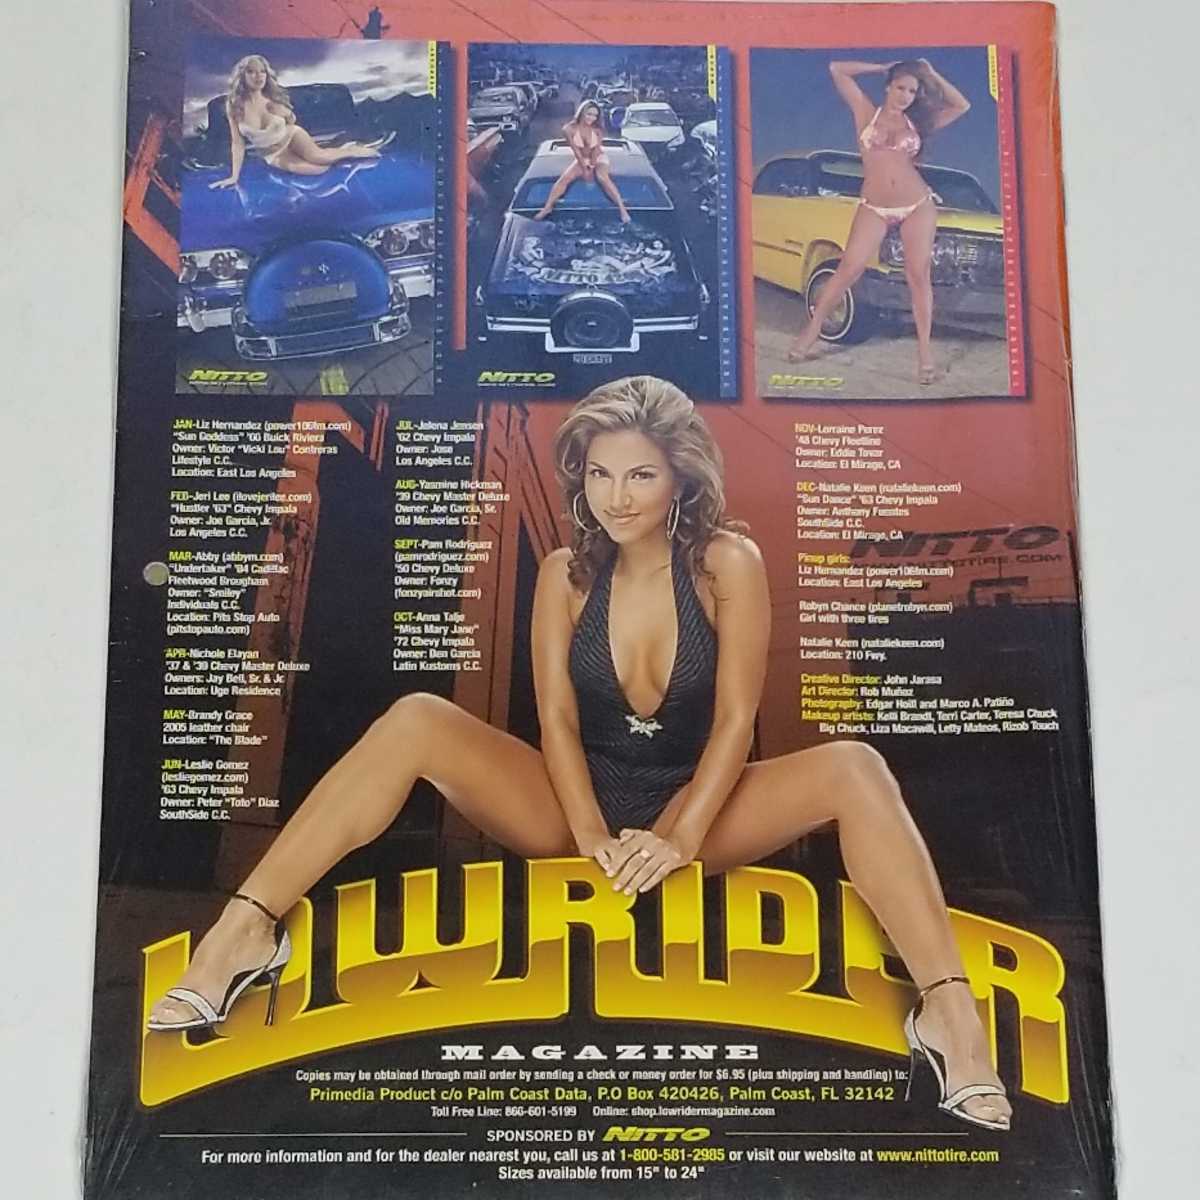 NITTO
NITTO
NITTO
NITTO
JAN-Liz Hernandez (power106fm.com)
"Sun Goddess" '66 Buick Riviera
Owner: Victor "Vicki Lou" Contreras
Lifestyle C.C.
Location: East Los Angeles
FEB-Jeri Lee (ilovejerilee.com)
"Hustler '63" Chevy Impala
Owner: Joe Garcia, Jr.
Los Angeles C.C.
MAR-Abby (abbym.com)
"Undertaker" '84 Cadillac
Fleetwood Brougham
Owner: "Smiley"
Individuals C.C.
Location: Pits Stop Auto
(pitstopauto.com)
APR-Nichole Elayan
'37 & '39 Chevy Master Deluxe
Owners: Jay Bell, Sr. & Jr.
Location: Uge Residence
MAY-Brandy Grace
2005 leather chair
Location: "The Blade"
JUN-Leslie Gomez
(lesliegomez.com)
'63 Chevy Impala
Owner: Peter "Toto" Diaz
SouthSide C.C.
JUL-Jelena Jensen
'62 Chevy Impala
Owner: Jose
Los Angeles C.C.
AUG-Yasmine Hickman
'39 Chevy Master Deluxe
Owner: Joe Garcia, Sr.
Old Memories C.C.
SEPT-Pam Rodriguez
(pamrodriguez.com)
'50 Chevy Deluxe
Owner: Fonzy
(fonzyairshot.com)
OCT-Anna Talje
"Miss Mary Jane"
'72 Chevy Impala
Owner: Ben Garcia
Latin Kustoms C.C.
NOV-Lorraine Perez
'48 Chevy Fleetline
Owner: Eddie Tovar
Location: El Mirage, CA
DEC-Natalie Keen (nataliekeen.com)
"Sun Dance" '63 Chevy Impala
Owner: Anthony Fuentes
SouthSide C.C.
Location: El Mirage, CA
NITTO
Pinup girls:
Liz Hernandez (power106fm.com)
Location: East Los Angeles
Robyn Chance (planetrobyn.com)
Girl with three tires
Natalie Keen (nataliekeen.com)
Location: 210 Fwy.
Creative Director: John Jarasa
Art Director: Rob Muñoz
Photography: Edgar Hoill and Marco A. Patiño
Makeup artists: Kelli Brandt, Terri Carter, Teresa Chuck
Big Chuck, Liza Macawili, Letty Mateos, Rizob Touch
LOWRIDER
MAGAZINE
Copies may be obtained through mail order by sending a check or money order for $6.95 (plus shipping and handling) to:
Primedia Product c/o Palm Coast Data, P.O Box 420426, Palm Coast, FL 32142
Toll Free Line: 866-601-5199 Online: shop.lowridermagazine.com
SPONSORED BY NITTO
For more information and for the dealer nearest you, call us at 1-800-581-2985 or visit our website at www.nittotire.com
Sizes available from 15" to 24"